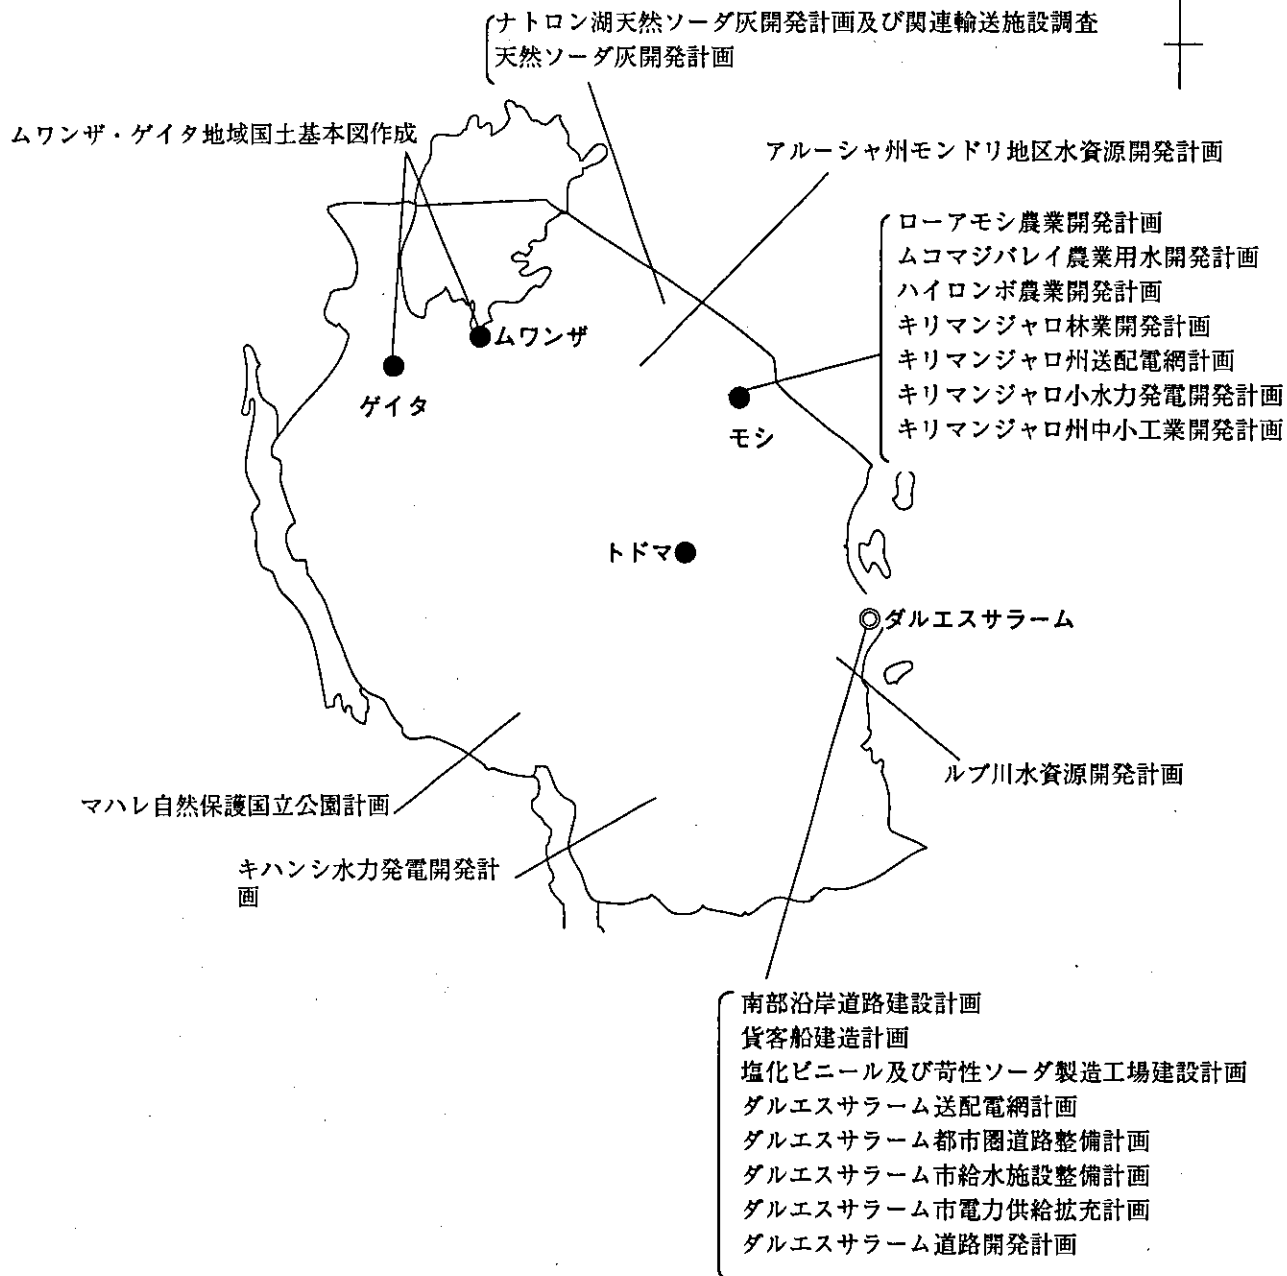 ナトロン湖天然ソーダ灰開発計画及び関連輸送施設調査
天然ソーダ灰開発計画
ムワンザ・ゲイタ地域国土基本図作成
アルーシャ州モンドリ地区水資源開発計画
ローアモシ農業開発計画
ムコマジバレイ農業用水開発計画
ハイロンボ農業開発計画
キリマンジャロ林業開発計画
キリマンジャロ州送配電網計画
キリマンジャロ小水力発電開発計画
キリマンジャロ州中小工業開発計画
ムワンザ
ゲイタ
モシ
トドマ
ダルエスサラーム
ルブ川水資源開発計画
マハレ自然保護国立公園計画
キハンシ水力発電開発計
画
南部沿岸道路建設計画
貨客船建造計画
塩化ビニール及び苛性ソーダ製造工場建設計画
ダルエスサラーム送配電網計画
ダルエスサラーム都市圏道路整備計画
ダルエスサラーム市給水施設整備計画
ダルエスサラーム市電力供給拡充計画
ダルエスサラーム道路開発計画